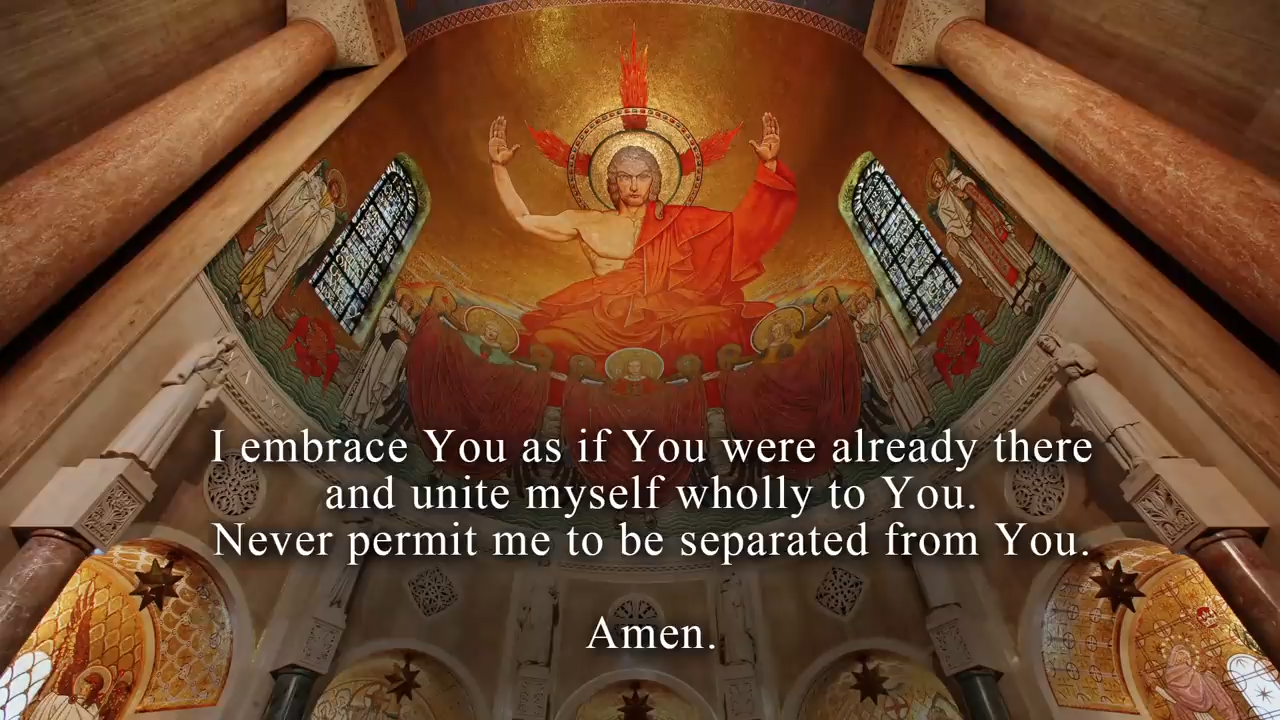 I embrace You as if You were already there
and unite myself wholly to You.
Never permit me to be separated from You.
Amen.